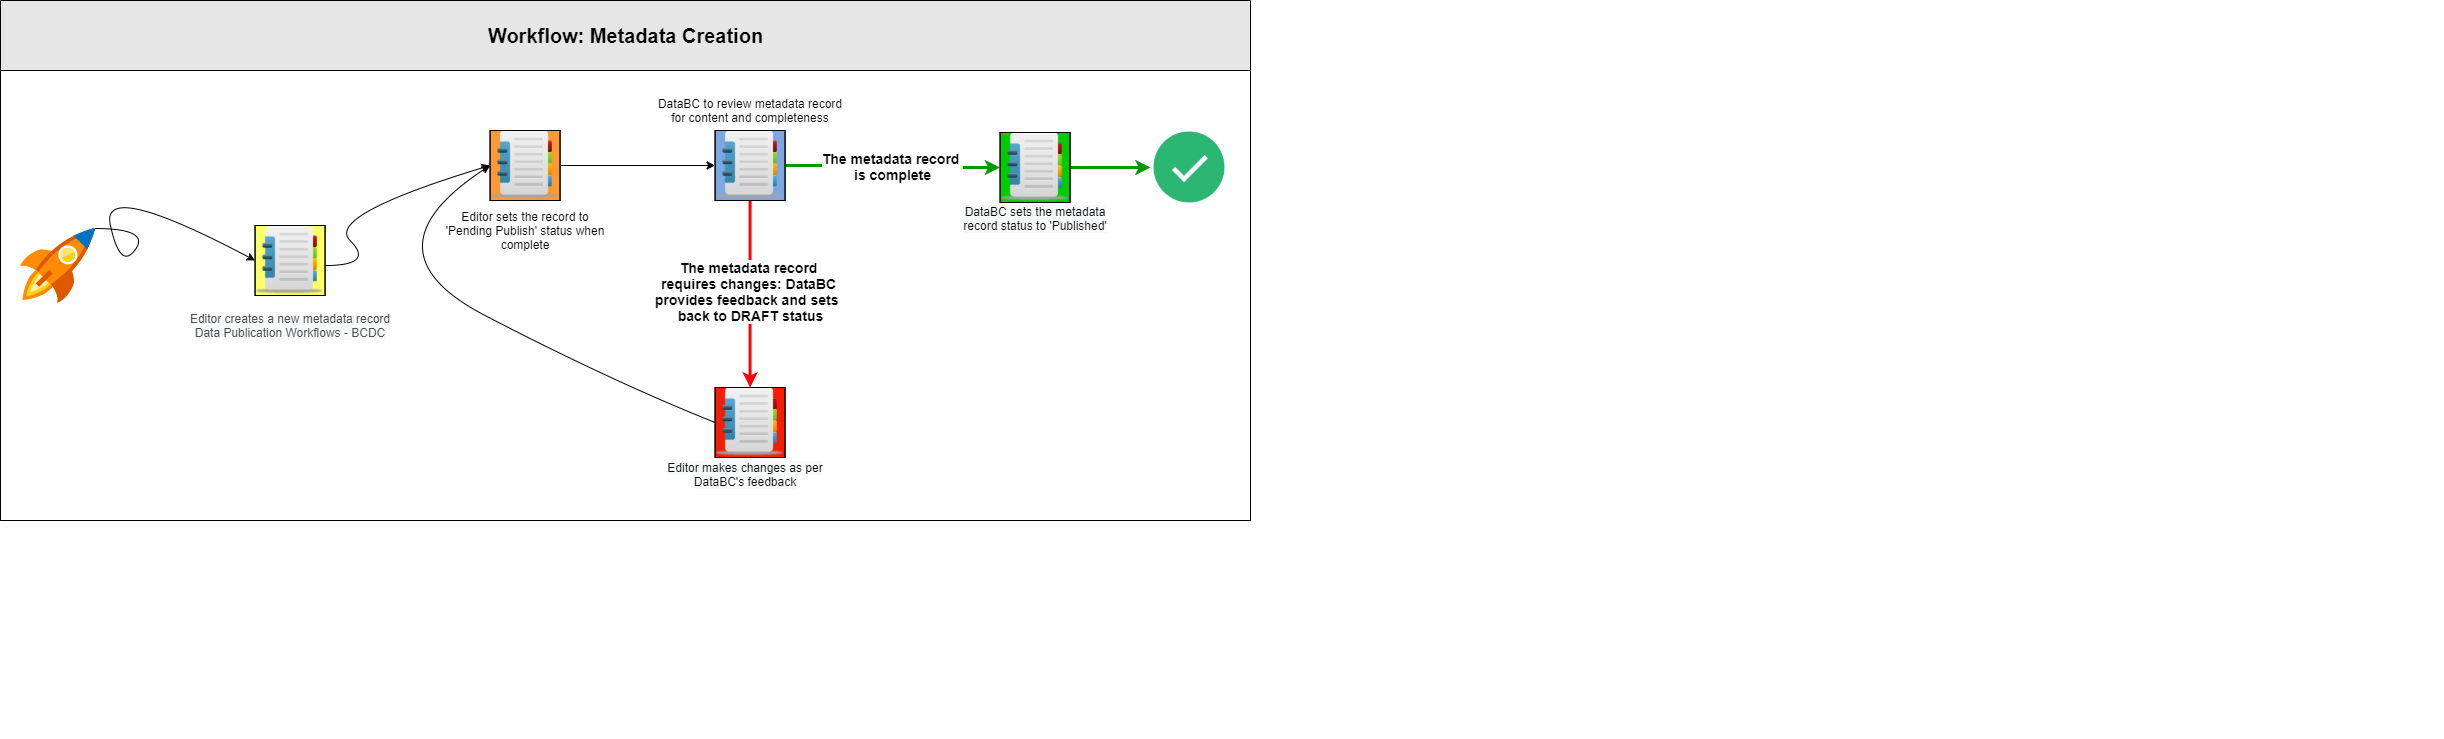 Workflow: Metadata Creation
DataBC to review metadata record
for content and completeness
The metadata record
is complete
DataBC sets the metadata
record status to 'Published'
Editor sets the record to
'Pending Publish' status when
complete
Editor creates a new metadata record
Data Publication Workflows - BCDC
The metadata record
requires changes: DataBC
provides feedback and sets
back to DRAFT status
Editor makes changes as per
DataBC's feedback